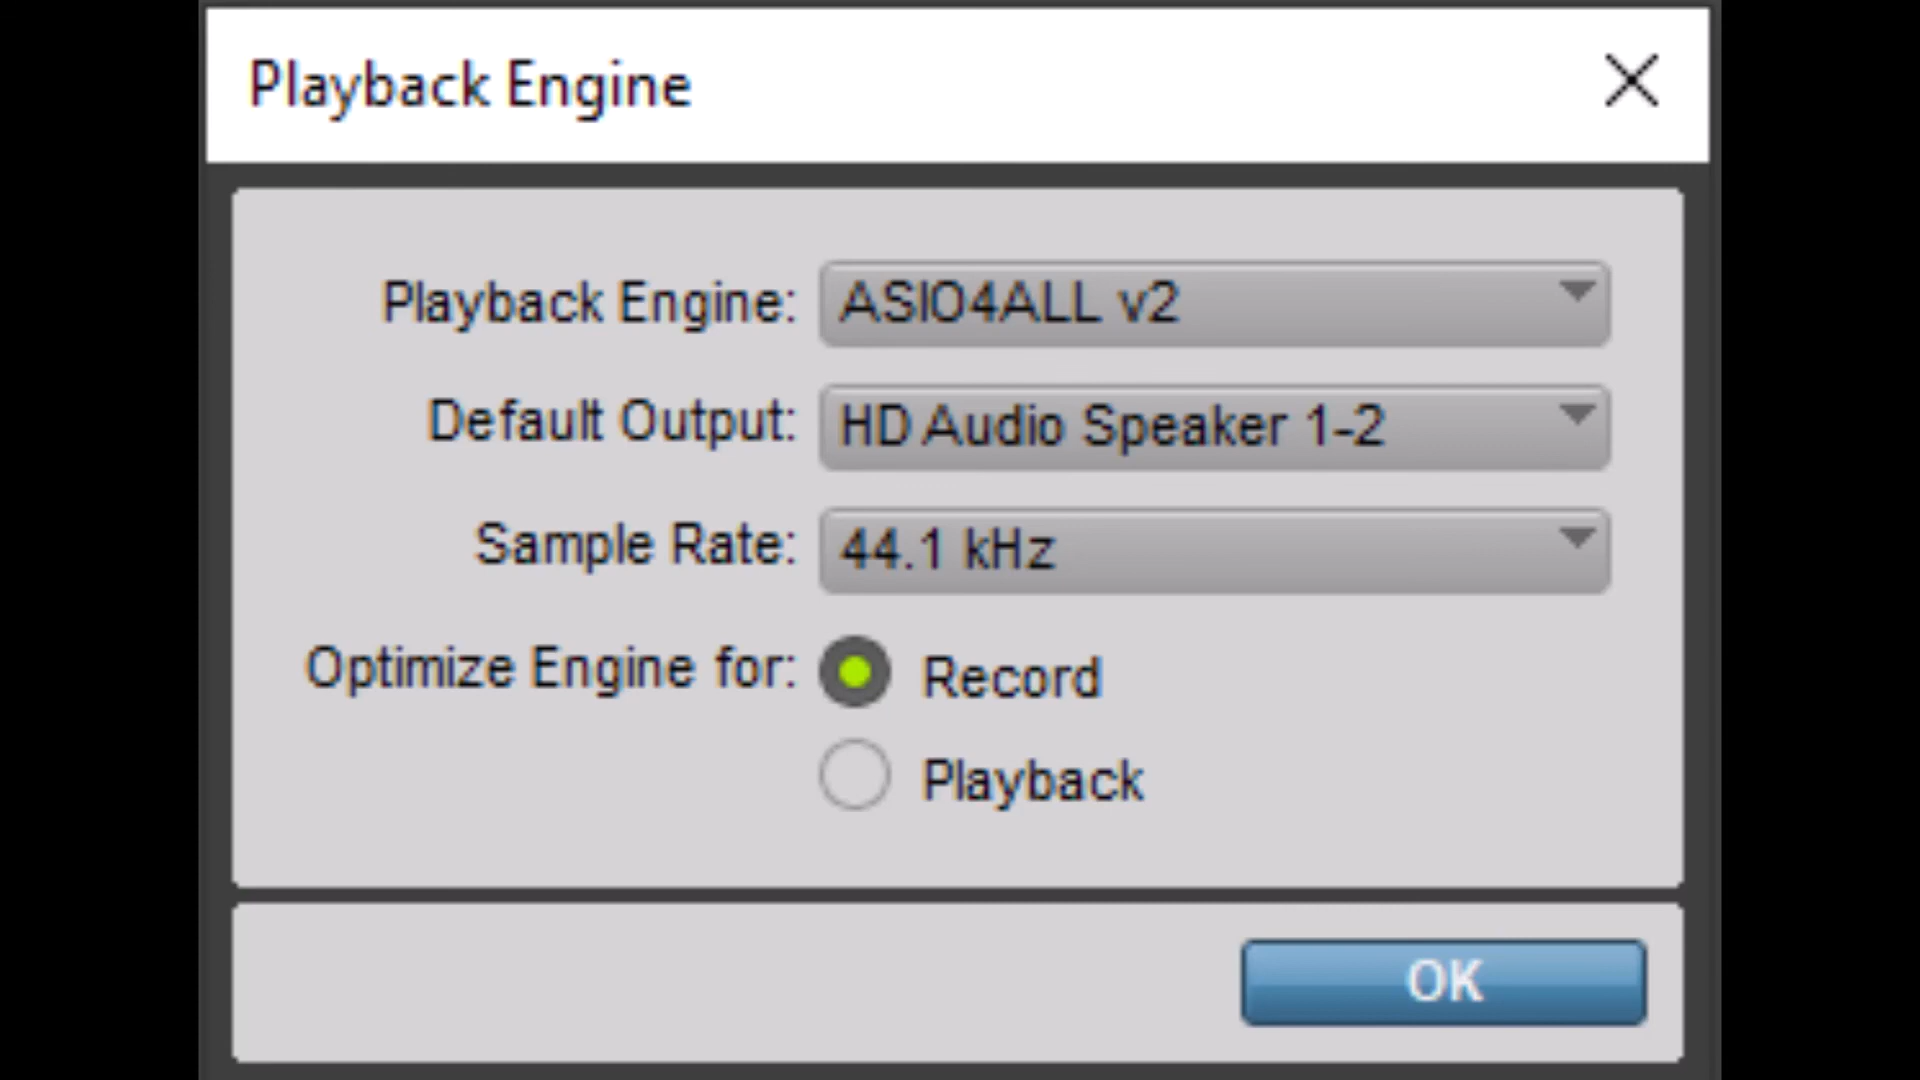 Playback Engine
Playback Engine: ASIO4ALL v2
Default Output: HD Audio Speaker 1-2
Sample Rate: 44.1 kHz
Optimize Engine for: Record
Playback
OK